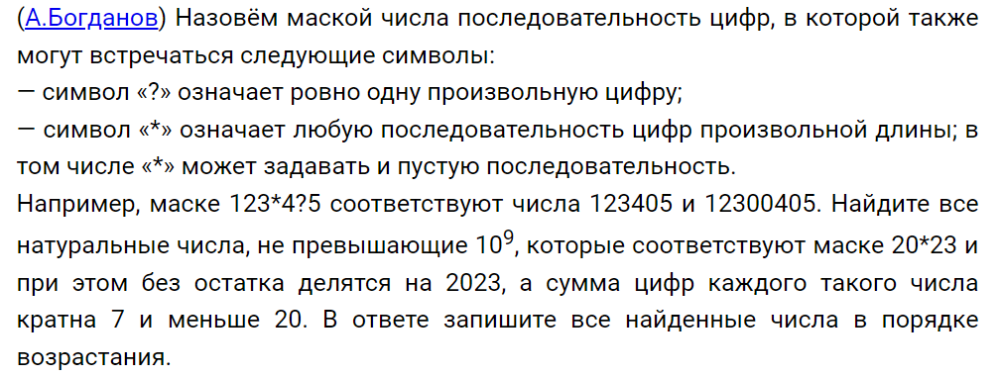 (А.Богданов) Назовём маской числа последовательность цифр, в которой также
могут встречаться следующие символы:
— символ «?» означает ровно одну произвольную цифру;
— символ «*» означает любую последовательность цифр произвольной длины; в
том числе «*» может задавать и пустую последовательность.
Например, маске 123*4?5 соответствуют числа 123405 и 12300405. Найдите все
натуральные числа, не превышающие 10⁹, которые соответствуют маске 20*23 и
при этом без остатка делятся на 2023, а сумма цифр каждого такого числа
кратна 7 и меньше 20. В ответе запишите все найденные числа в порядке
возрастания.